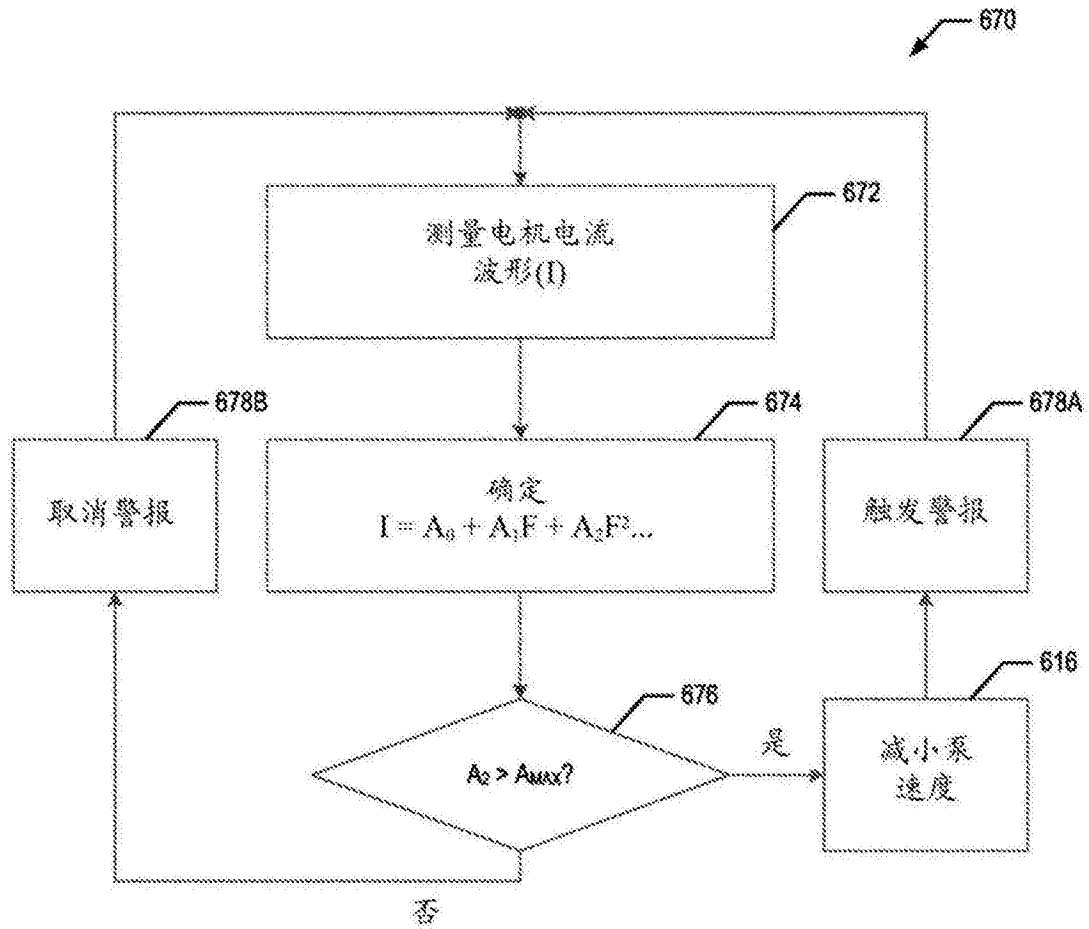 670
672
测量电机电流
波形(I)
678B
674
678A
取消警报
确定
I = A₀ + A₁F + A₂F²...
触发警报
616
676
是
减小泵
速度
A₂ > AMAX?
否